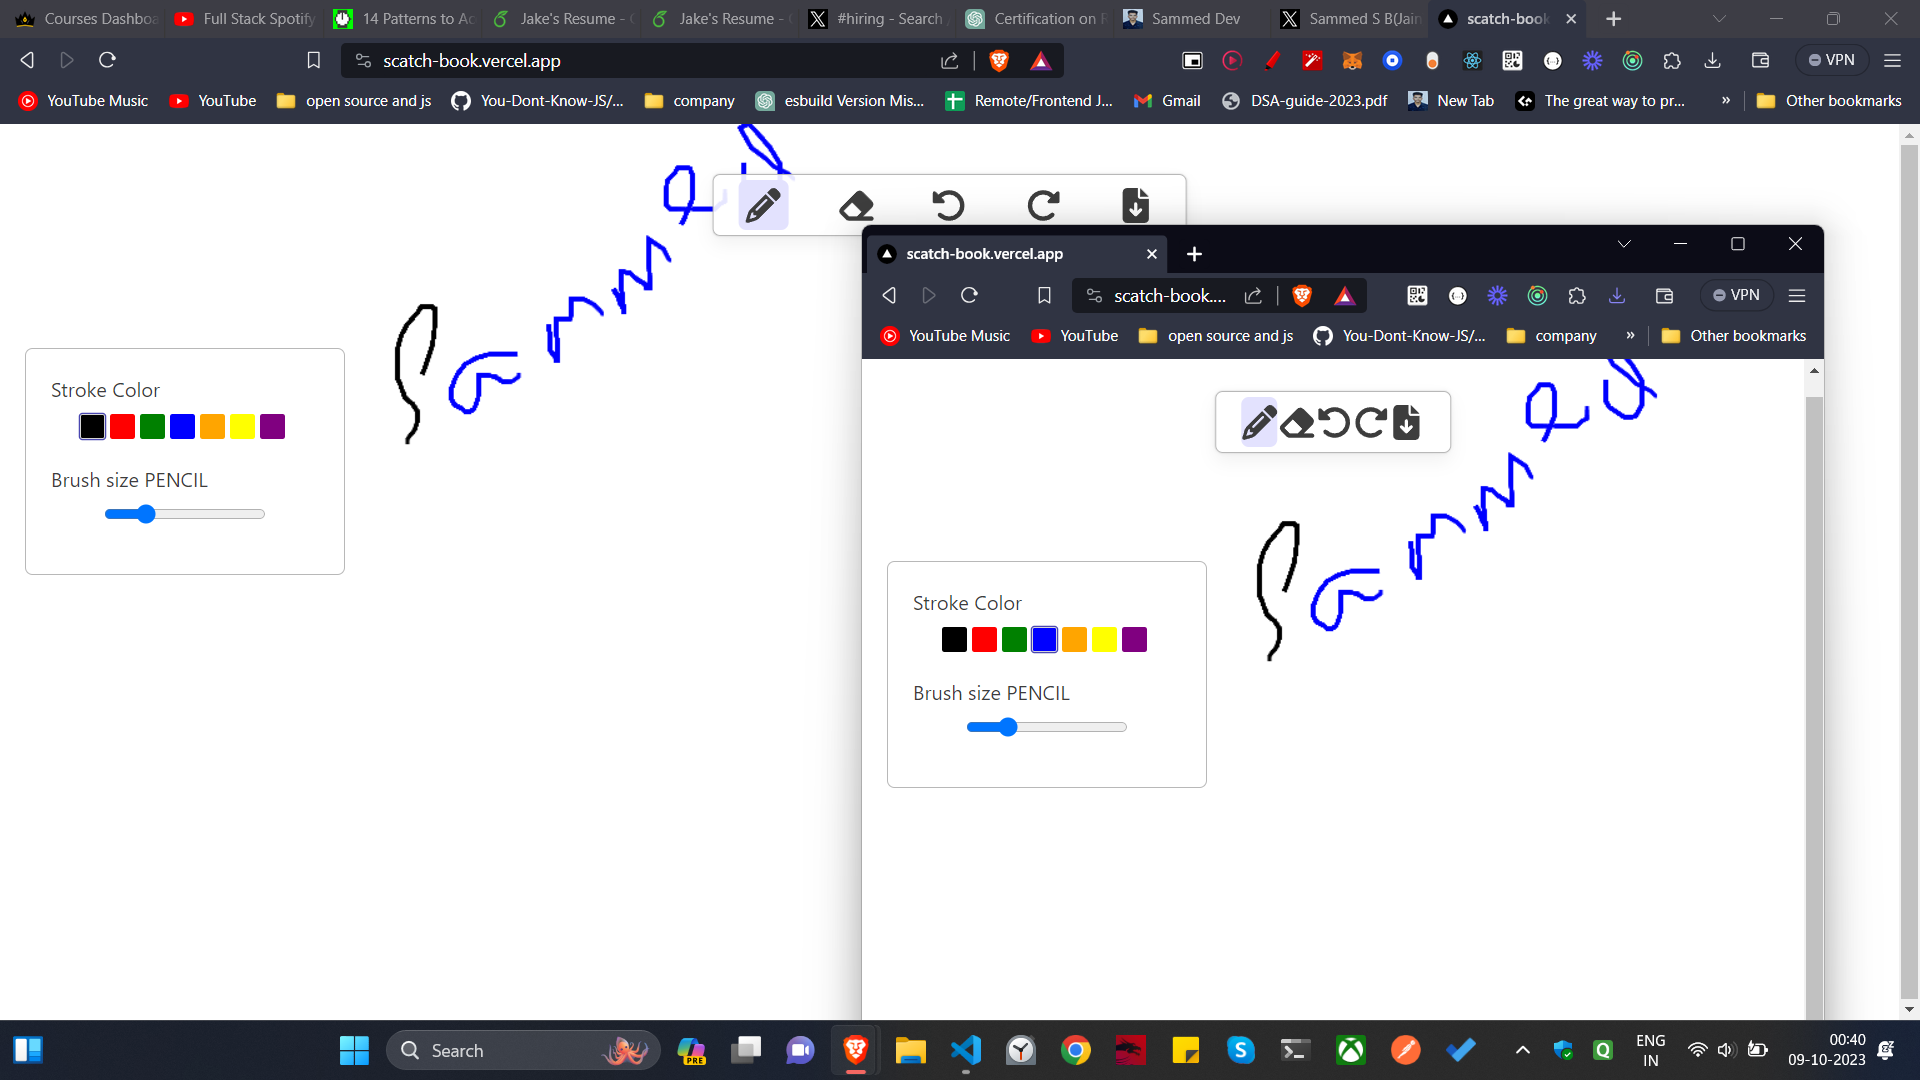 Courses Dashboa
Full Stack Spotify
14 Patterns to Ac
Jake's Resume - O
Jake's Resume - O
#hiring - Search
Certification on R
Sammed Dev
Sammed S B(Jain
scatch-book
scatch-book.vercel.app
VPN
YouTube Music
YouTube
open source and js
You-Dont-Know-JS/...
company
esbuild Version Mis...
Remote/Frontend J...
Gmail
DSA-guide-2023.pdf
New Tab
The great way to pr...
»
Other bookmarks
Sammed
Stroke Color
Brush size PENCIL
scatch-book.vercel.app
scatch-book....
VPN
YouTube Music
YouTube
open source and js
You-Dont-Know-JS/...
company
»
Other bookmarks
Sammed
Stroke Color
Brush size PENCIL
Search
PRE
ENG
IN
00:40
09-10-2023